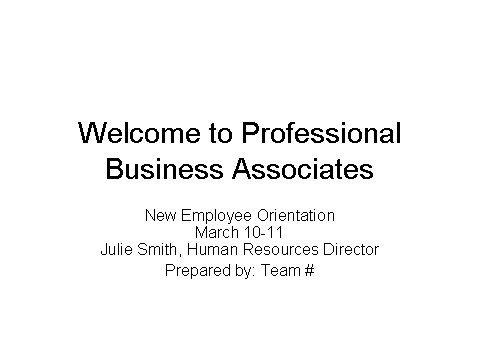 Welcome to Professional
Business Associates
New Employee Orientation
March 10-11
Julie Smith, Human Resources Director
Prepared by: Team #